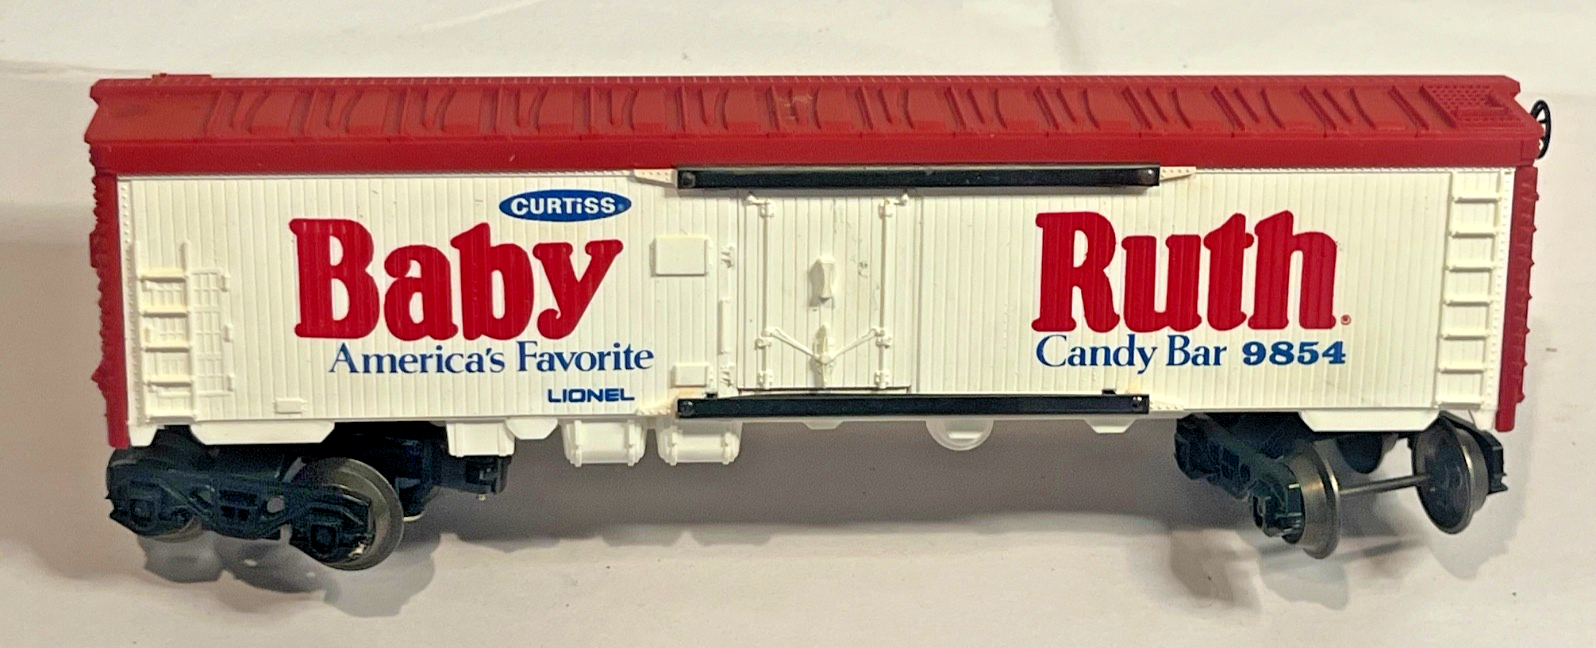 CURTiSS
Baby
America's Favorite
LIONEL
Ruth®
Candy Bar 9854